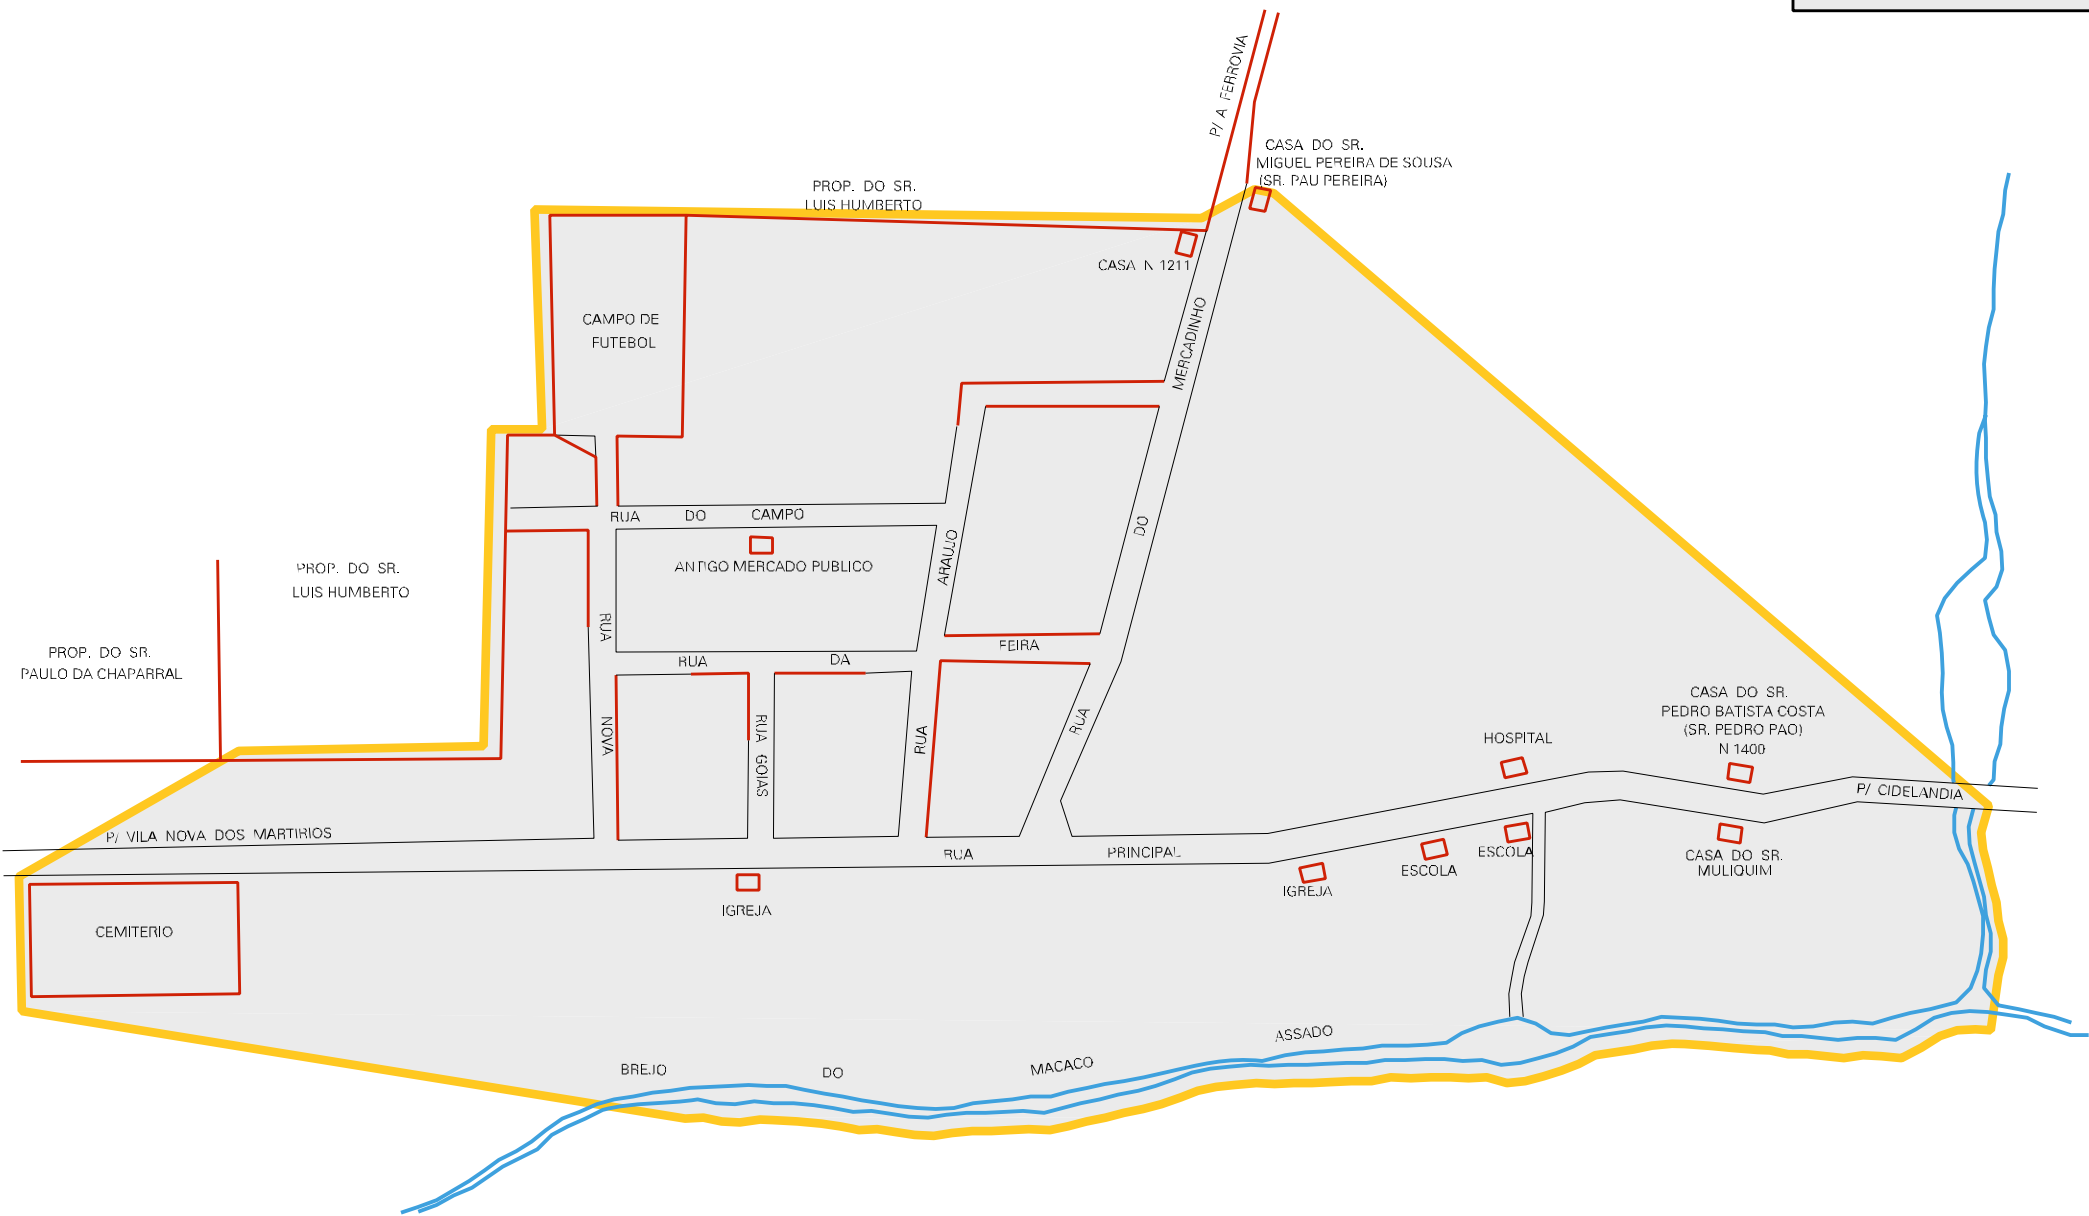 P/ A FERROVIA
CASA DO SR.
MIGUEL PEREIRA DE SOUSA
(SR. PAU PEREIRA)
PROP. DO SR.
LUIS HUMBERTO
CASA N 1211
CAMPO DE
FUTEBOL
RUA DO MERCADINHO
RUA DO CAMPO
ANTIGO MERCADO PUBLICO
RUA ARAUJO
PROP. DO SR.
LUIS HUMBERTO
PROP. DO SR.
PAULO DA CHAPARRAL
RUA NOVA
RUA DA FEIRA
RUA GOIAS
CASA DO SR.
PEDRO BATISTA COSTA
(SR. PEDRO PAO)
N 1400
HOSPITAL
P/ CIDELANDIA
P/ VILA NOVA DOS MARTIRIOS
RUA PRINCIPAL
ESCOLA
ESCOLA
CASA DO SR.
MULIQUIM
IGREJA
IGREJA
CEMITERIO
BREJO DO MACACO ASSADO